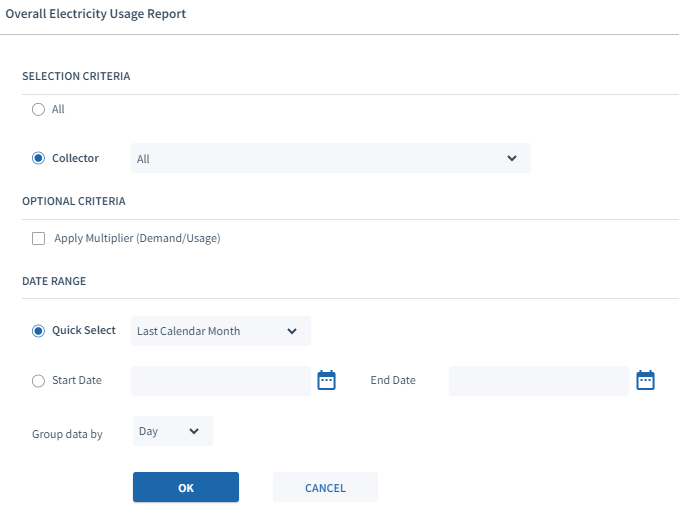 Overall Electricity Usage Report
SELECTION CRITERIA
All
Collector All
OPTIONAL CRITERIA
Apply Multiplier (Demand/Usage)
DATE RANGE
Quick Select Last Calendar Month
Start Date End Date
Group data by Day
OK CANCEL